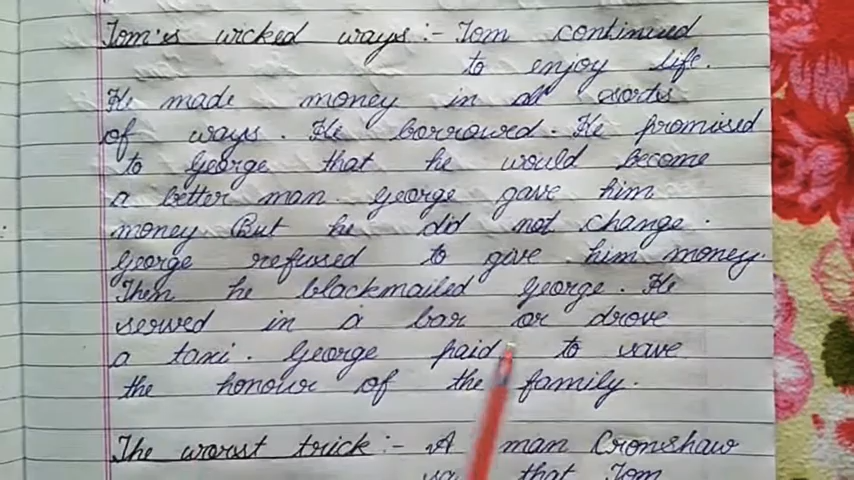 Tom's wicked ways :- Tom continued
to enjoy life.
He made money in all sorts
of ways. He borrowed. He promised
to George that he would become
a better man. George gave him
money But he did not change.
George refused to give him money.
Then he blackmailed George. He
served in a bar or drove
a taxi. George paid to save
the honour of the family.
The worst trick :- A man Cronshaw
that Tom